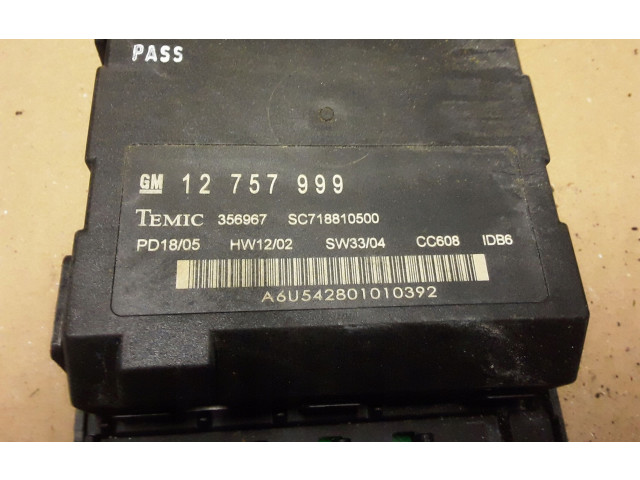 PASS
GM 12 757 999
TEMIC 356967 SC718810500
PD18/05 HW12/02 SW33/04 CC608 IDB6
A6U542801010392